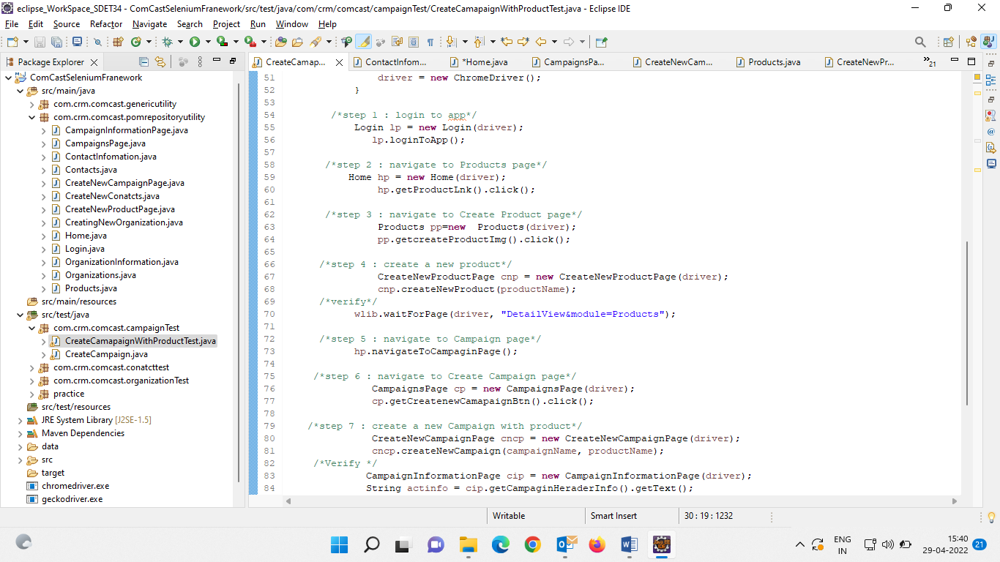 eclipse_WorkSpace_SDET34 - ComCastSeleniumFranework/src/test/java/com/crm/comcast/campaignTest/CreateCamapaignWithProductTest.java - Eclipse IDE
File Edit Source Refactor Navigate Search Project Run Window Help
Package Explorer
CreateCamap... ContactInfom... *Home.java CampaignsPa... CreateNewCam... Products.java CreateNewPr... »21
ComCastSeleniumFranework
src/main/java
com.crm.comcast.genericutility
com.crm.comcast.pomrepositoryutility
CampaignInformationPage.java
CampaignsPage.java
ContactInfomation.java
Contacts.java
CreateNewCampaignPage.java
CreateNewConatcts.java
CreateNewProductPage.java
CreatingNewOrganization.java
Home.java
Login.java
OrganizationInformation.java
Organizations.java
Products.java
src/main/resources
src/test/java
com.crm.comcast.campaignTest
CreateCamapaignWithProductTest.java
CreateCampaign.java
com.crm.comcast.conatcttest
com.crm.comcast.organizationTest
practice
src/test/resources
JRE System Library [J2SE-1.5]
Maven Dependencies
data
src
target
chromedriver.exe
geckodriver.exe
51 driver = new ChromeDriver();
52 }
53
54 /*step 1 : login to app*/
55 Login lp = new Login(driver);
56 lp.loginToApp();
57
58 /*step 2 : navigate to Products page*/
59 Home hp = new Home(driver);
60 hp.getProductLnk().click();
61
62 /*step 3 : navigate to Create Product page*/
63 Products pp=new  Products(driver);
64 pp.getcreateProductImg().click();
65
66 /*step 4 : create a new product*/
67 CreateNewProductPage cnp = new CreateNewProductPage(driver);
68 cnp.createNewProduct(productName);
69 /*verify*/
70 wlib.waitForPage(driver, "DetailView&module=Products");
71
72 /*step 5 : navigate to Campaign page*/
73 hp.navigateToCampaginPage();
74
75 /*step 6 : navigate to Create Campaign page*/
76 CampaignsPage cp = new CampaignsPage(driver);
77 cp.getCreatenewCamapaignBtn().click();
78
79 /*step 7 : create a new Campaign with product*/
80 CreateNewCampaignPage cncp = new CreateNewCampaignPage(driver);
81 cncp.createNewCampaign(campaignName, productName);
82 /*Verify */
83 CampaignInformationPage cip = new CampaignInformationPage(driver);
84 String actinfo = cip.getCampaginHeraderInfo().getText();
Writable Smart Insert 30 : 19 : 1232
ENG
IN
15:40
29-04-2022
21